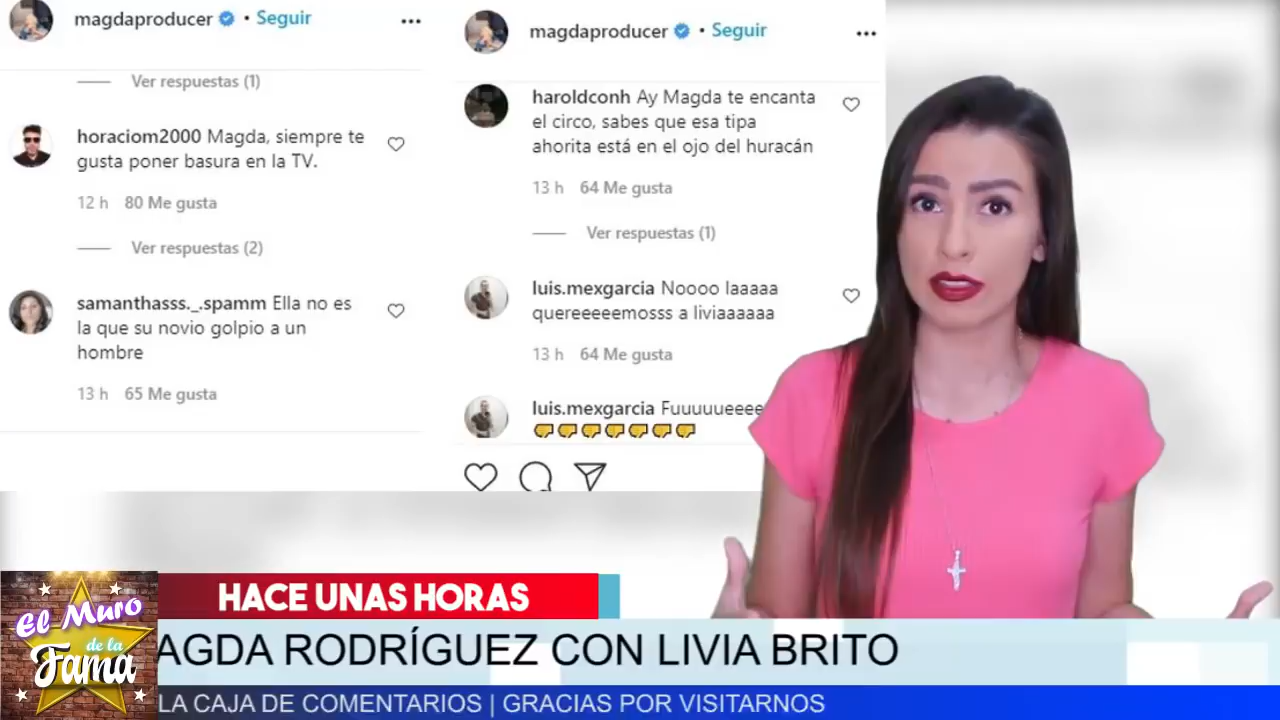 magdaproducer • Seguir
Ver respuestas (1)
horaciom2000 Magda, siempre te
gusta poner basura en la TV.
12 h 80 Me gusta
Ver respuestas (2)
samanthasss._.spamm Ella no es
la que su novio golpio a un
hombre
13 h 65 Me gusta
magdaproducer • Seguir
haroldconh Ay Magda te encanta
el circo, sabes que esa tipa
ahorita está en el ojo del huracán
13 h 64 Me gusta
Ver respuestas (1)
luis.mexgarcia Noooo laaaaa
quereeeeemosss a liviaaaaaa
13 h 64 Me gusta
luis.mexgarcia Fuuuuueeee
HACE UNAS HORAS
AGDA RODRÍGUEZ CON LIVIA BRITO
LA CAJA DE COMENTARIOS | GRACIAS POR VISITARNOS
El Muro
de la
Fama